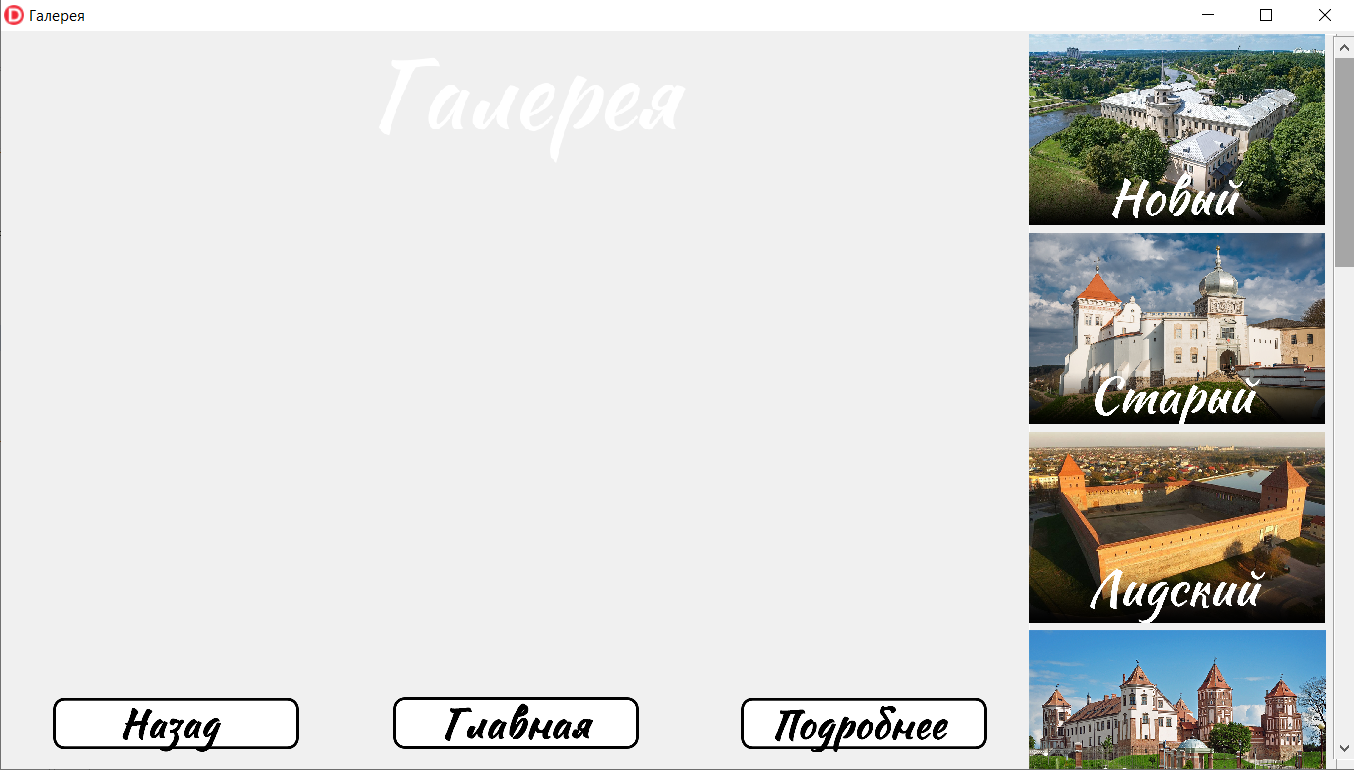 Галерея
Галерея
Новый
Старый
Лидский
Назад
Главная
Подробнее